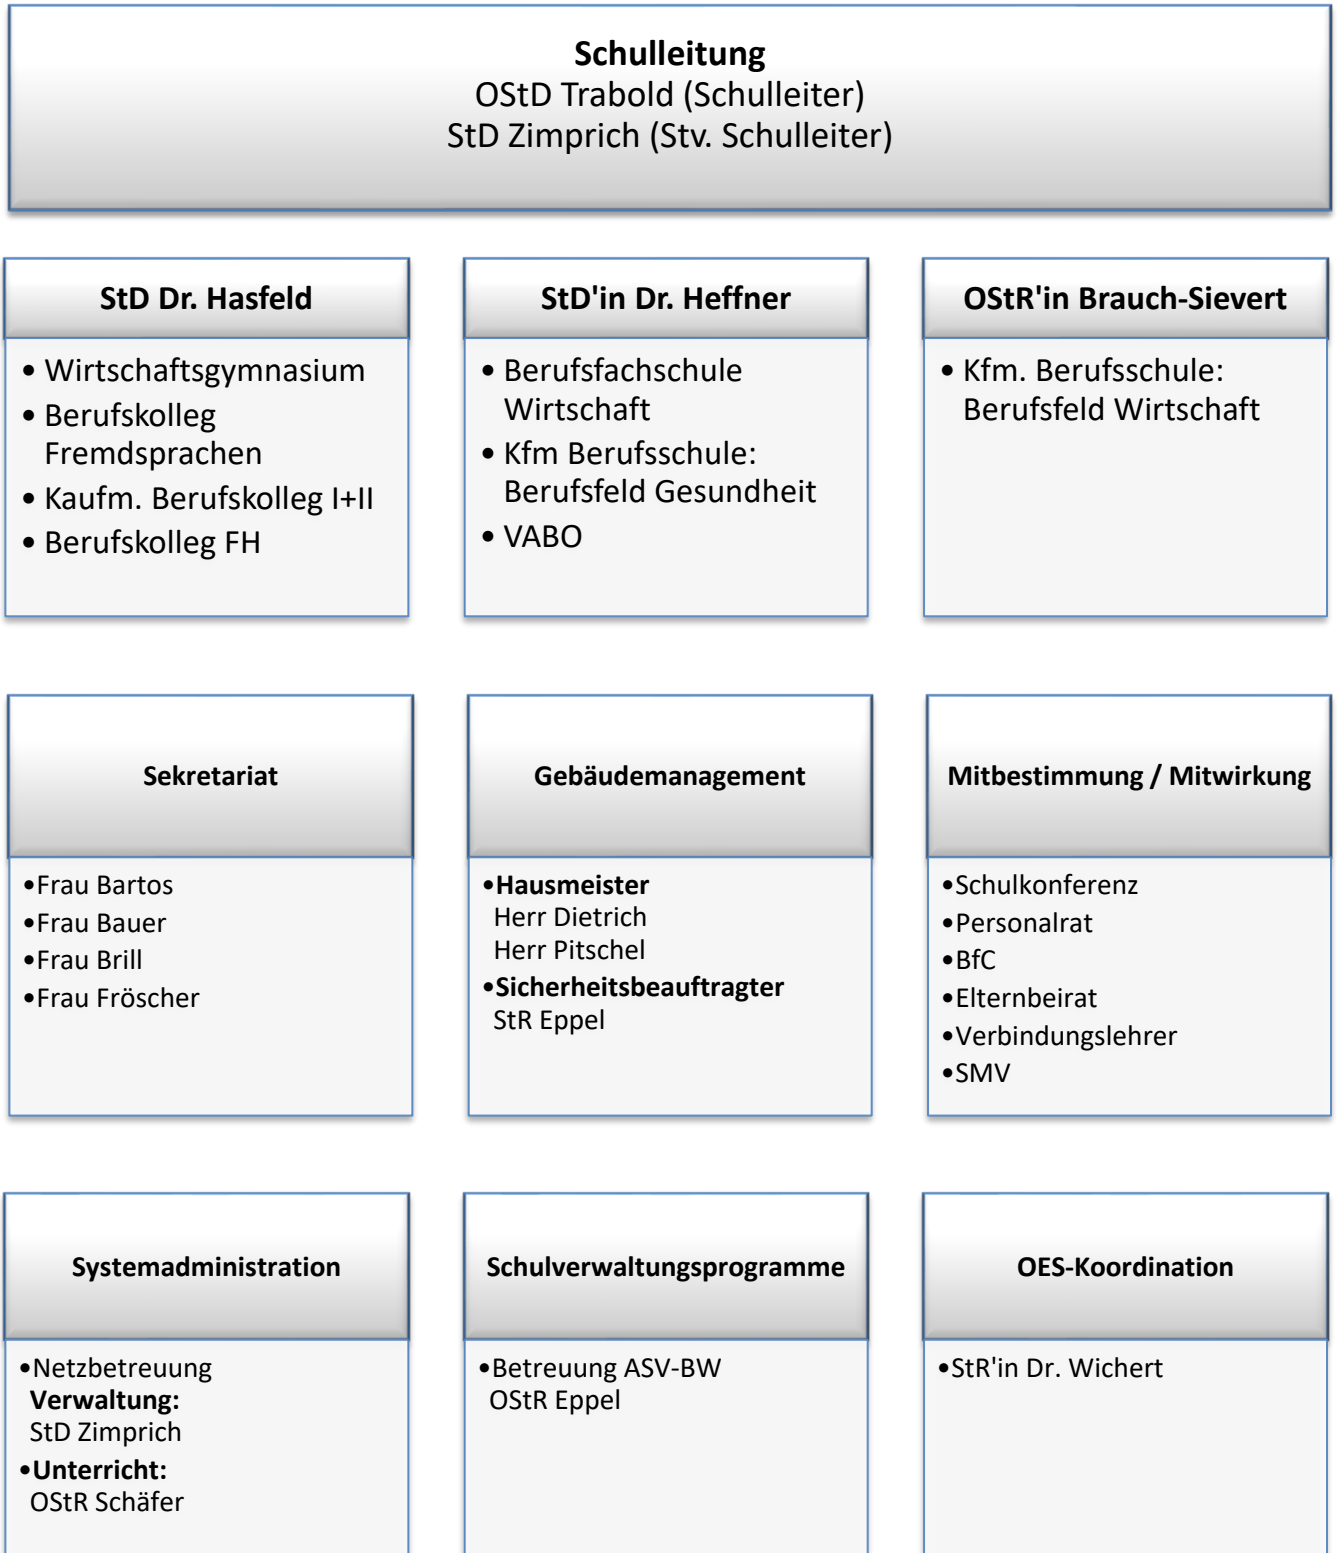 Schulleitung
OStD Trabold (Schulleiter)
StD Zimprich (Stv. Schulleiter)
StD Dr. Hasfeld
• Wirtschaftsgymnasium
• Berufskolleg
Fremdsprachen
• Kaufm. Berufskolleg I+II
• Berufskolleg FH
StD'in Dr. Heffner
• Berufsfachschule
Wirtschaft
• Kfm Berufsschule:
Berufsfeld Gesundheit
• VABO
OStR'in Brauch-Sievert
• Kfm. Berufsschule:
Berufsfeld Wirtschaft
Sekretariat
•Frau Bartos
•Frau Bauer
•Frau Brill
•Frau Fröscher
Gebäudemanagement
•Hausmeister
Herr Dietrich
Herr Pitschel
•Sicherheitsbeauftragter
StR Eppel
Mitbestimmung / Mitwirkung
•Schulkonferenz
•Personalrat
•BfC
•Elternbeirat
•Verbindungslehrer
•SMV
Systemadministration
•Netzbetreuung
Verwaltung:
StD Zimprich
•Unterricht:
OStR Schäfer
Schulverwaltungsprogramme
•Betreuung ASV-BW
OStR Eppel
OES-Koordination
•StR'in Dr. Wichert